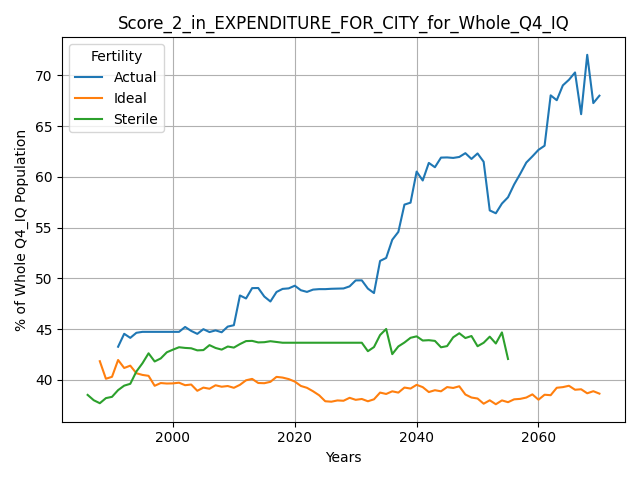 Score_2_in_EXPENDITURE_FOR_CITY_for_Whole_Q4_IQ
Fertility
Actual
Ideal
Sterile
% of Whole Q4_IQ Population
70
65
60
55
50
45
40
2000
2020
2040
2060
Years